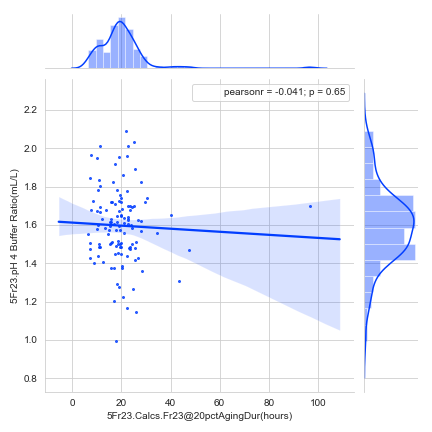 pearsonr = -0.041; p = 0.65
2.2
2.0
1.8
1.6
1.4
1.2
1.0
0.8
5Fr23.pH 4 Buffer Ratio(mL/L)
0 20 40 60 80 100
5Fr23.Calcs.Fr23@20pctAgingDur(hours)